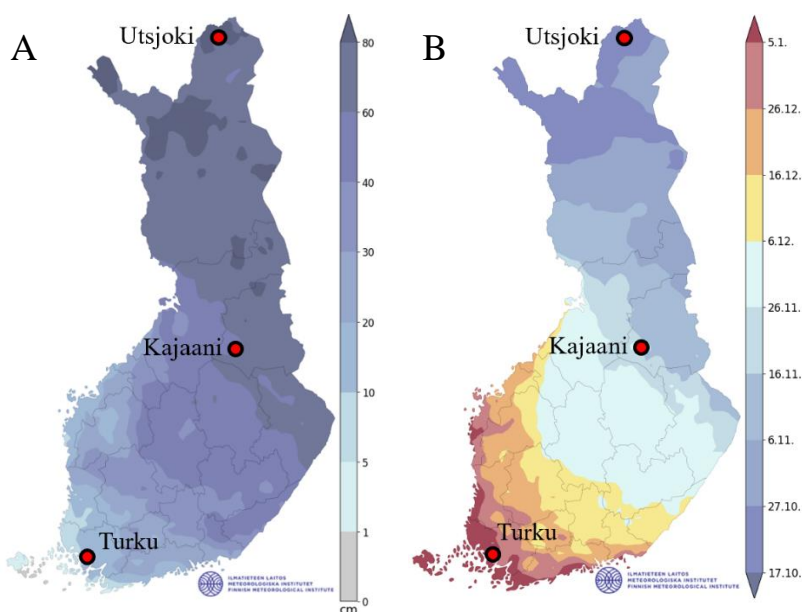 A
Utsjoki
Kajaani
Turku
80
60
40
30
20
10
5
1
0
cm
ILMATIETEEN LAITOS
METEOROLOGISKA INSTITUTET
FINNISH METEOROLOGICAL INSTITUTE
B
Utsjoki
Kajaani
Turku
5.1.
26.12.
16.12.
6.12.
26.11.
16.11.
6.11.
27.10.
17.10.
ILMATIETEEN LAITOS
METEOROLOGISKA INSTITUTET
FINNISH METEOROLOGICAL INSTITUTE